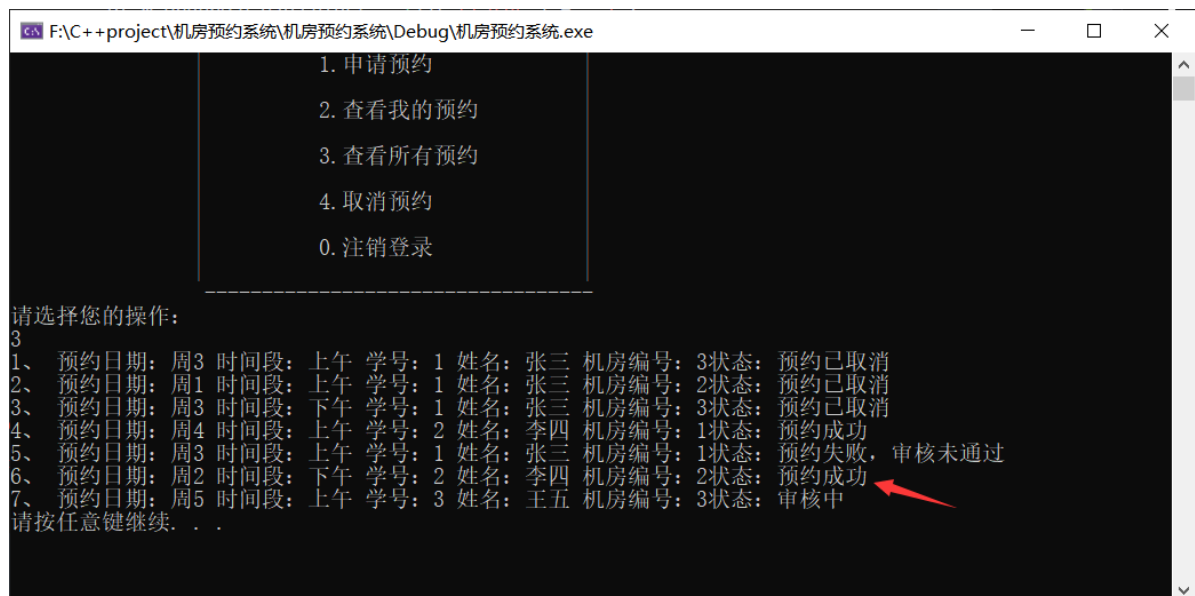 F:\C++project\机房预约系统\机房预约系统\Debug\机房预约系统.exe
1.申请预约
2.查看我的预约
3.查看所有预约
4.取消预约
0.注销登录
----------------------------------
请选择您的操作：
3
1、 预约日期：周3 时间段：上午 学号：1 姓名：张三 机房编号：3状态：预约已取消
2、 预约日期：周1 时间段：上午 学号：1 姓名：张三 机房编号：2状态：预约已取消
3、 预约日期：周3 时间段：下午 学号：1 姓名：张三 机房编号：3状态：预约已取消
4、 预约日期：周4 时间段：上午 学号：2 姓名：李四 机房编号：1状态：预约成功
5、 预约日期：周3 时间段：上午 学号：1 姓名：张三 机房编号：1状态：预约失败，审核未通过
6、 预约日期：周2 时间段：下午 学号：2 姓名：李四 机房编号：2状态：预约成功
7、 预约日期：周5 时间段：上午 学号：3 姓名：王五 机房编号：3状态：审核中
请按任意键继续. . .